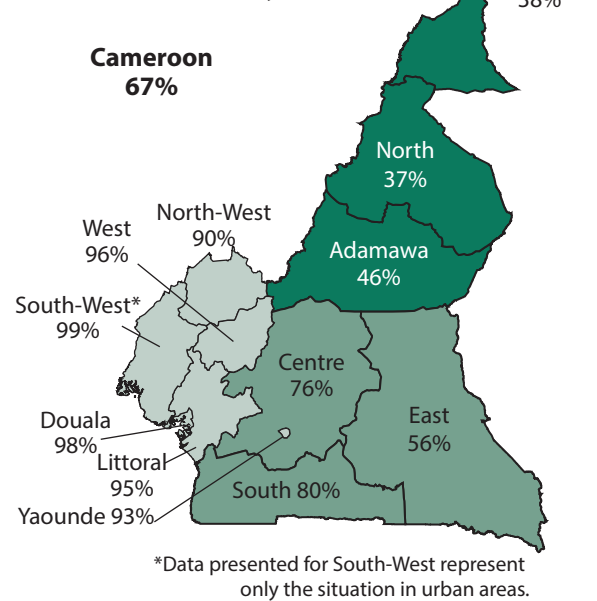 38%
Cameroon
67%
North
37%
North-West
90%
West
96%
Adamawa
46%
South-West*
99%
Centre
76%
East
56%
Douala
98%
Littoral
95%
South 80%
Yaounde 93%
*Data presented for South-West represent
only the situation in urban areas.